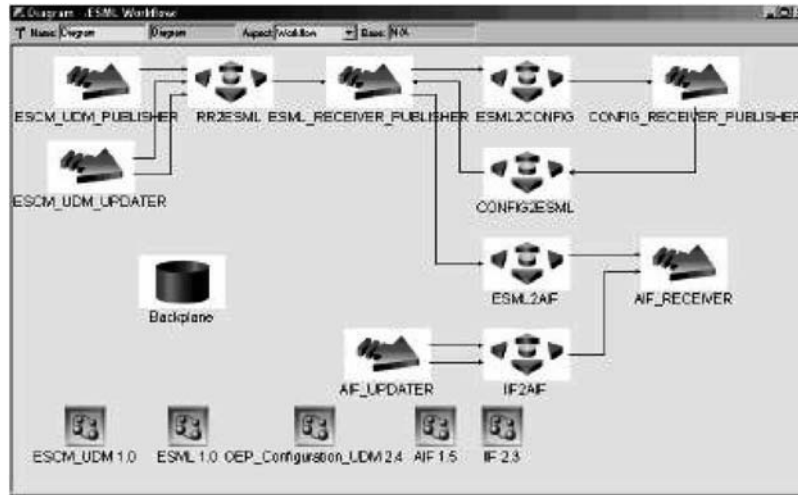 Diagram - /ESML Workflow
Name: Diagram Diagram Aspect: Workflow Base: N/A
ESCM_UDM_PUBLISHER RR2ESML ESML_RECEIVER_PUBLISHER ESML2CONFIG CONFIG_RECEIVER_PUBLISHER
ESCM_UDM_UPDATER CONFIG2ESML
ESML2AIF AIF_RECEIVER
Backplane
AIF_UPDATER IIF2AIF
ESCM_UDM 1.0 ESML 1.0 OEP_Configuration_UDM 2.4 AIF 1.5 IF 2.3